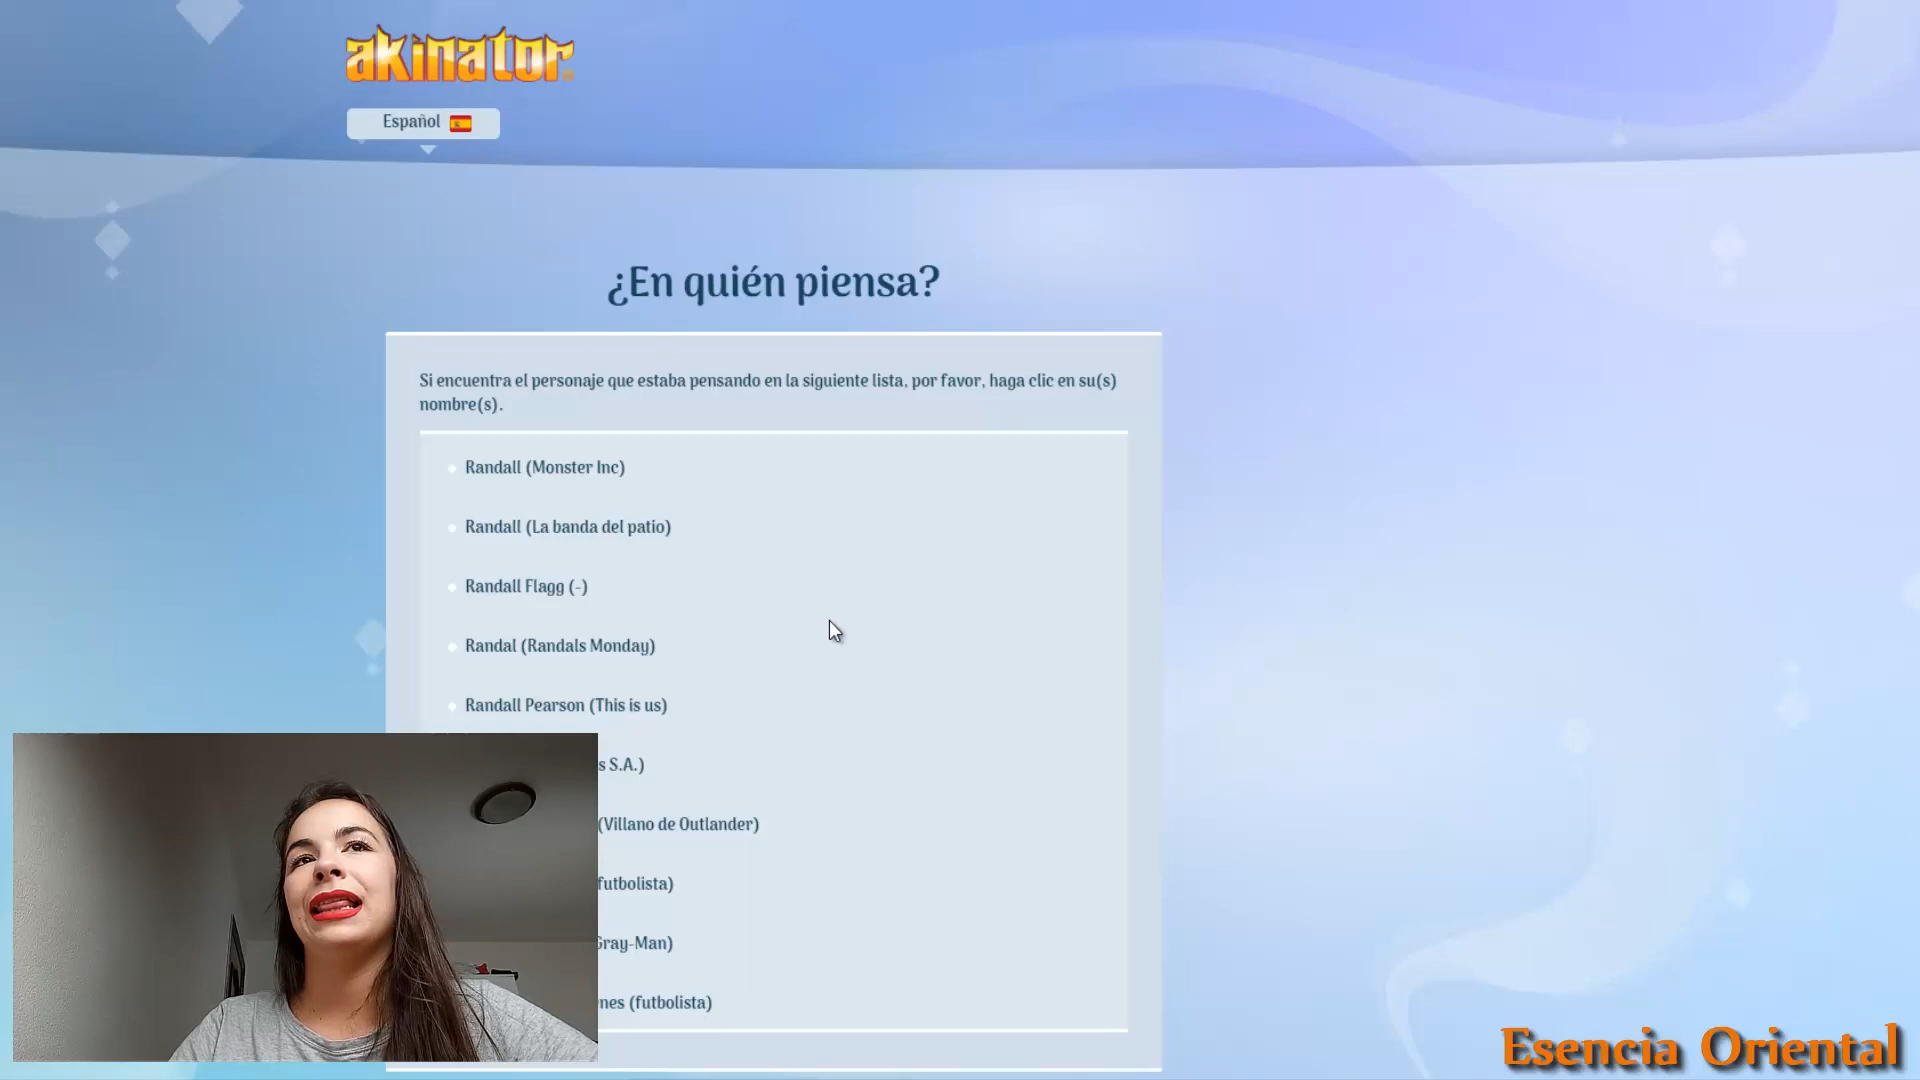 akinator
Español
¿En quién piensa?
Si encuentra el personaje que estaba pensando en la siguiente lista, por favor, haga clic en su(s)
nombre(s).
Randall (Monster Inc)
Randall (La banda del patio)
Randall Flagg (-)
Randal (Randals Monday)
Randall Pearson (This is us)
s S.A.)
(Villano de Outlander)
futbolista)
Gray-Man)
nes (futbolista)
Esencia Oriental